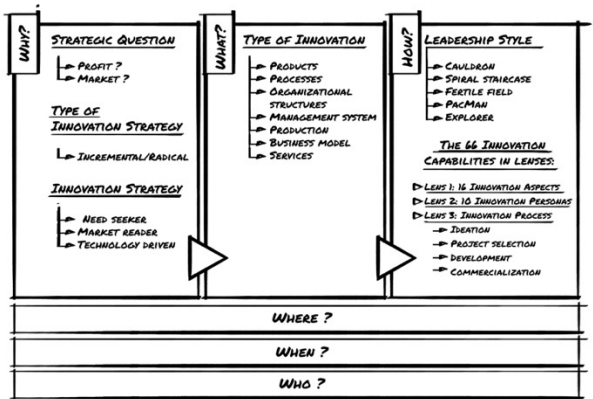 WHY?
STRATEGIC QUESTION
PROFIT ?
MARKET ?
TYPE OF
INNOVATION STRATEGY
INCREMENTAL/RADICAL
INNOVATION STRATEGY
NEED SEEKER
MARKET READER
TECHNOLOGY DRIVEN
WHAT?
TYPE OF INNOVATION
PRODUCTS
PROCESSES
ORGANIZATIONAL
STRUCTURES
MANAGEMENT SYSTEM
PRODUCTION
BUSINESS MODEL
SERVICES
HOW?
LEADERSHIP STYLE
CAULDRON
SPIRAL STAIRCASE
FERTILE FIELD
PACMAN
EXPLORER
THE 66 INNOVATION
CAPABILITIES IN LENSES:
LENS 1: 16 INNOVATION ASPECTS
LENS 2: 10 INNOVATION PERSONAS
LENS 3: INNOVATION PROCESS
IDEATION
PROJECT SELECTION
DEVELOPMENT
COMMERCIALIZATION
WHERE ?
WHEN ?
WHO ?